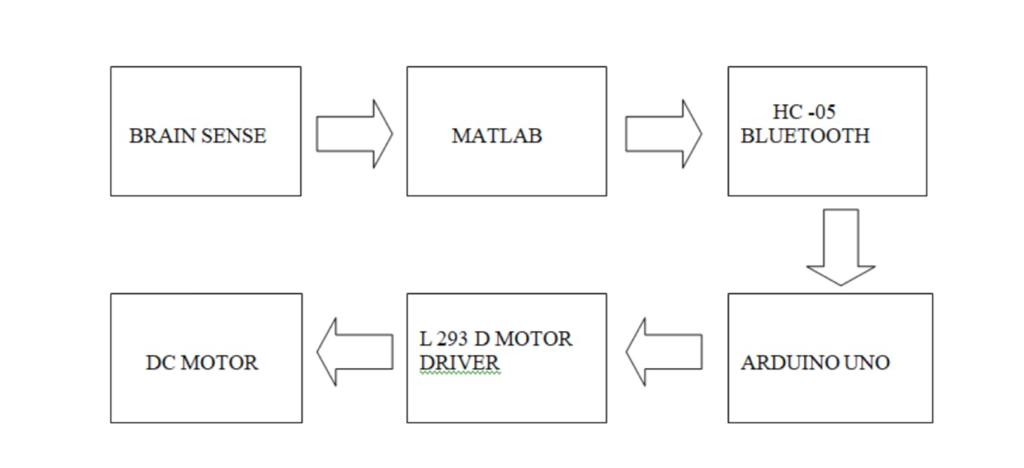 BRAIN SENSE
MATLAB
HC -05
BLUETOOTH
ARDUINO UNO
L 293 D MOTOR
DRIVER
DC MOTOR